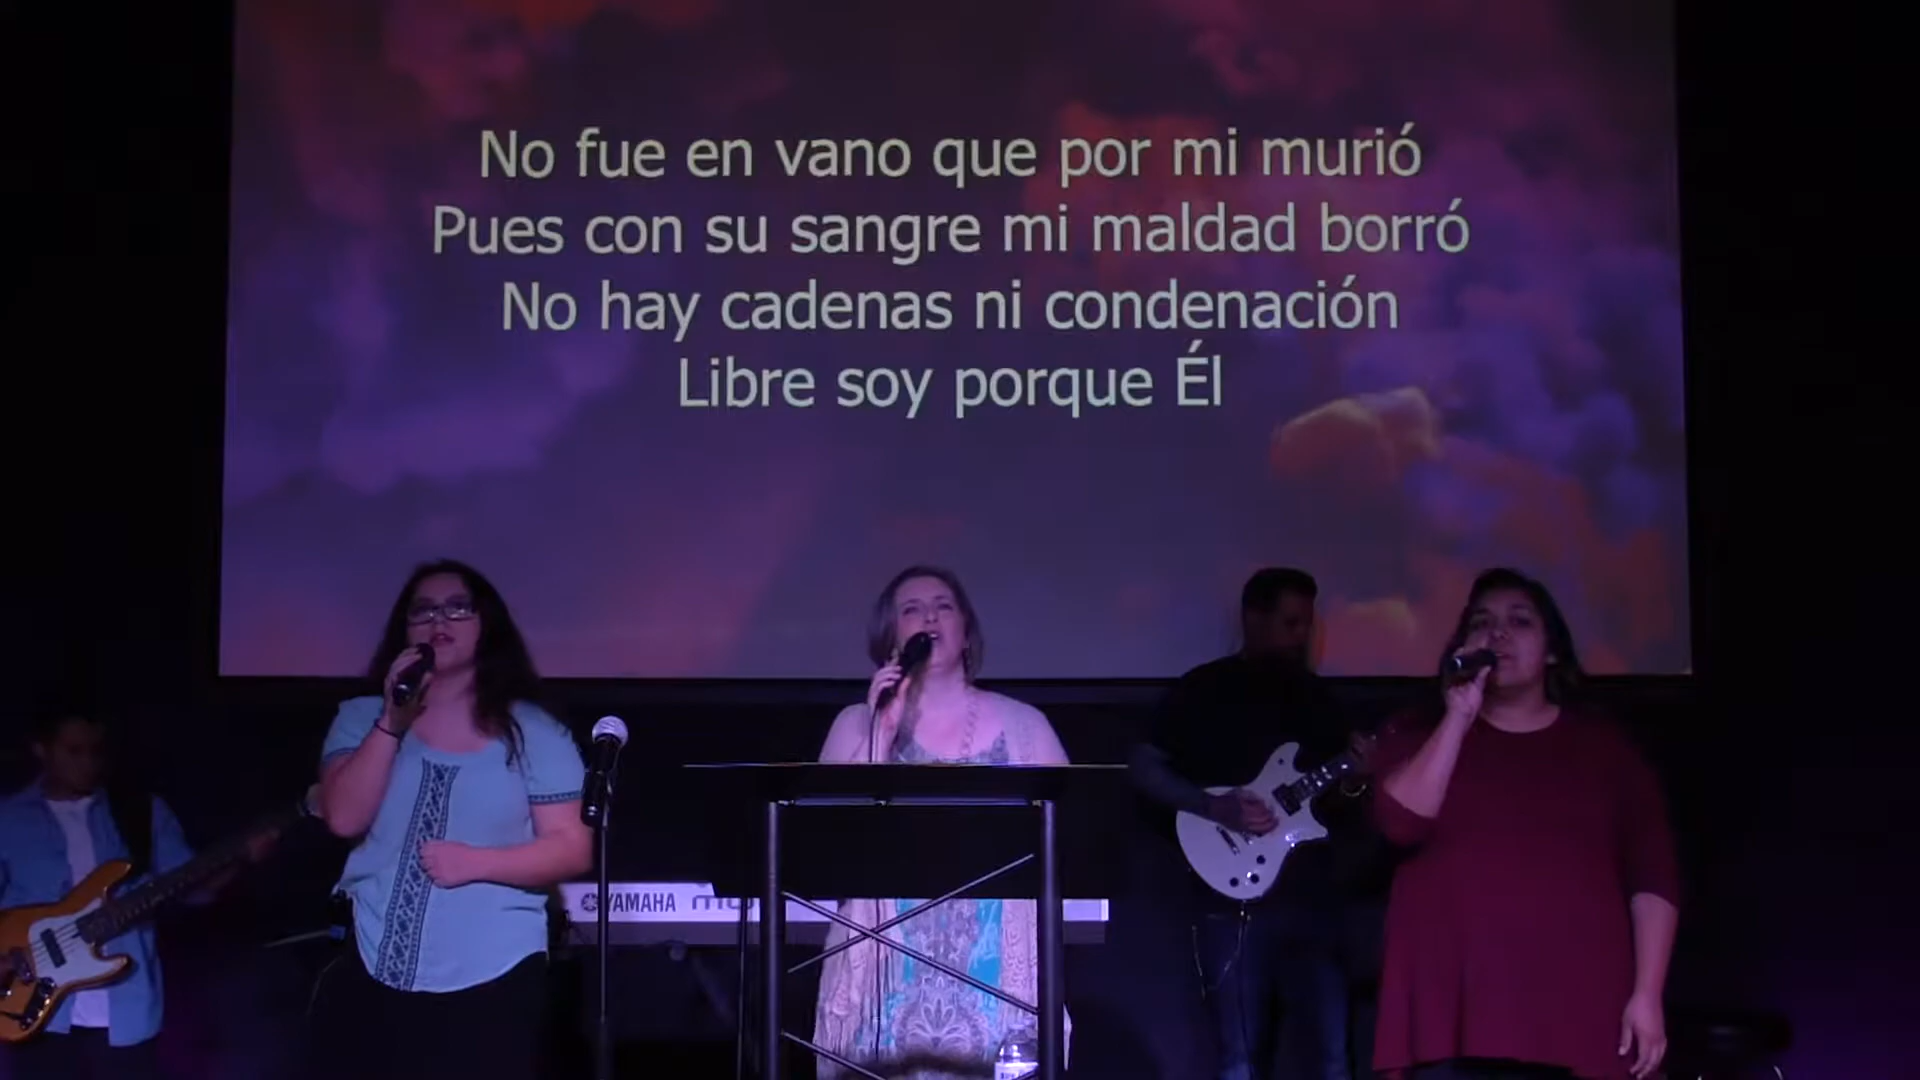 No fue en vano que por mi murió
Pues con su sangre mi maldad borró
No hay cadenas ni condenación
Libre soy porque Él
YAMAHA